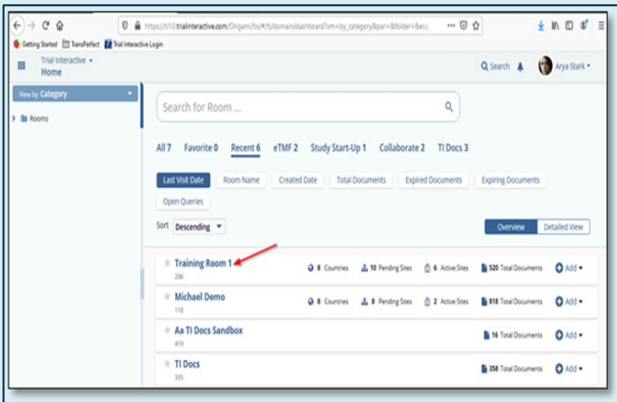 https://t10.trialinteractive.com/Origami/tiv/#/ti/domain/dashboard?vm=by_category&par=&folder=&exp
Getting Started TransPerfect Trial Interactive Login
Trial Interactive
Home
Search Arya Stark
View by Category
Rooms
Search for Room ...
All 7 Favorite 0 Recent 6 eTMF 2 Study Start-Up 1 Collaborate 2 TI Docs 3
Last Visit Date Room Name Created Date Total Documents Expired Documents Expiring Documents
Open Queries
Sort Descending Overview Detailed View
Training Room 1 8 Countries 10 Pending Sites 6 Active Sites 520 Total Documents Add
206
Michael Demo 8 Countries 8 Pending Sites 2 Active Sites 818 Total Documents Add
118
Aa TI Docs Sandbox 16 Total Documents Add
419
TI Docs 358 Total Documents Add
335